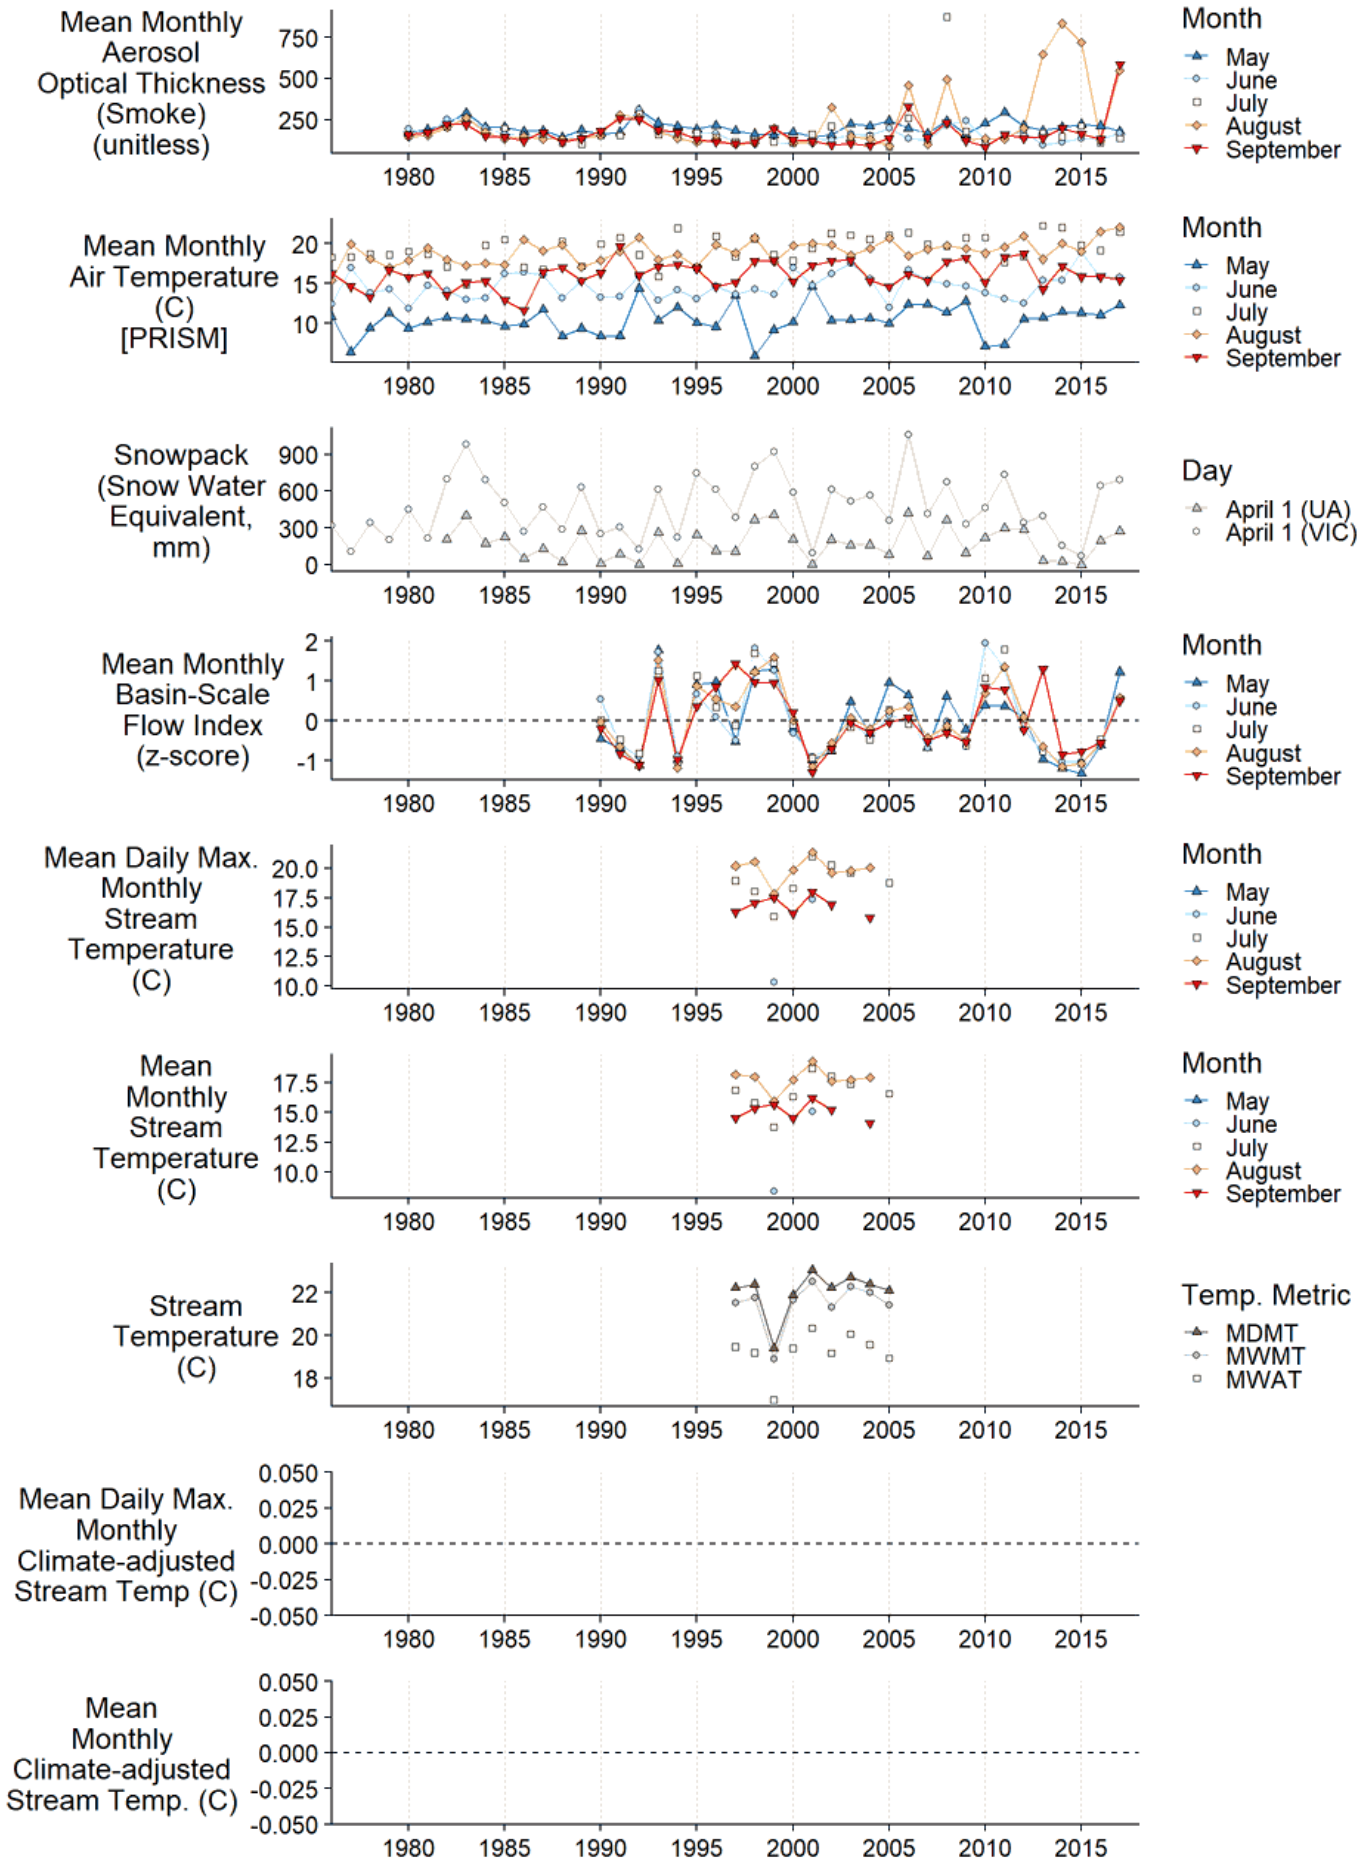 Mean Monthly
Aerosol
Optical Thickness
(Smoke)
(unitless)
750
500
250
1980 1985 1990 1995 2000 2005 2010 2015
Month
May
June
July
August
September
Mean Monthly
Air Temperature
(C)
[PRISM]
20
15
10
1980 1985 1990 1995 2000 2005 2010 2015
Month
May
June
July
August
September
Snowpack
(Snow Water
Equivalent,
mm)
900
600
300
0
1980 1985 1990 1995 2000 2005 2010 2015
Day
April 1 (UA)
April 1 (VIC)
Mean Monthly
Basin-Scale
Flow Index
(z-score)
2
1
0
-1
1980 1985 1990 1995 2000 2005 2010 2015
Month
May
June
July
August
September
Mean Daily Max.
Monthly
Stream
Temperature
(C)
20.0
17.5
15.0
12.5
10.0
1980 1985 1990 1995 2000 2005 2010 2015
Month
May
June
July
August
September
Mean
Monthly
Stream
Temperature
(C)
17.5
15.0
12.5
10.0
1980 1985 1990 1995 2000 2005 2010 2015
Month
May
June
July
August
September
Stream
Temperature
(C)
22
20
18
1980 1985 1990 1995 2000 2005 2010 2015
Temp. Metric
MDMT
MWMT
MWAT
Mean Daily Max.
Monthly
Climate-adjusted
Stream Temp (C)
0.050
0.025
0.000
-0.025
-0.050
1980 1985 1990 1995 2000 2005 2010 2015
Mean
Monthly
Climate-adjusted
Stream Temp. (C)
0.050
0.025
0.000
-0.025
-0.050
1980 1985 1990 1995 2000 2005 2010 2015